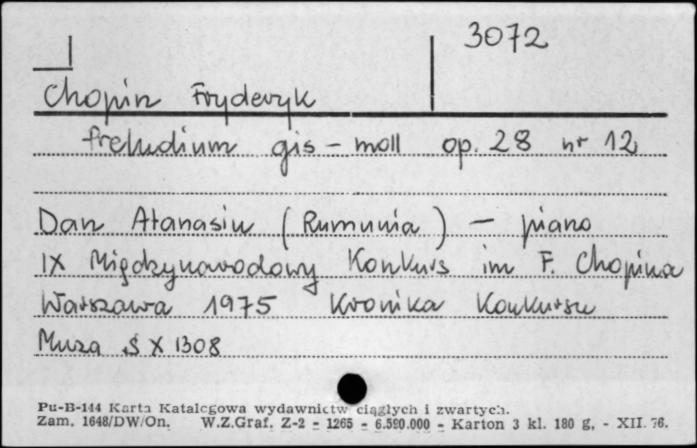 3072
Chopin Fryderyk
Preludium gis-moll op. 28 nr 12
Dan Atanasiu (Rumunia) – piano
IX Międzynarodowy Konkurs im F. Chopina
Warszawa 1975 Kronika Konkursu
Muza SX 1308
Pu-B-144 Karta Katalogowa wydawnictw ciągłych i zwartych.
Zam. 1648/DW/On. W.Z.Graf. Z-2 - 1265 - 6.590.000 - Karton 3 kl. 180 g, - XII. 76.